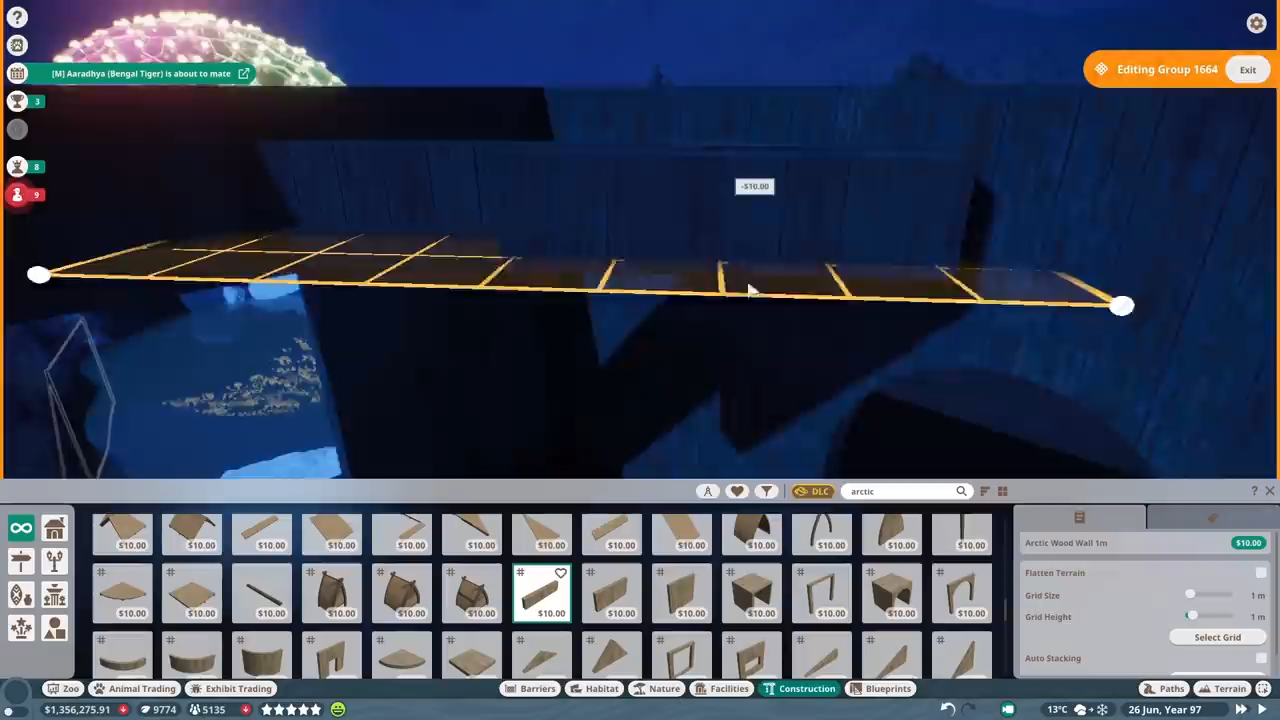 ?
[M] Aaradhya (Bengal Tiger) is about to mate
3
8
9
Editing Group 1664
Exit
-$10.00
DLC
arctic
? ×
$10.00 $10.00 $10.00 $10.00 $10.00 $10.00 $10.00 $10.00 $10.00 $10.00 $10.00 $10.00 $10.00
$10.00 $10.00 $10.00 $10.00 $10.00 $10.00 $10.00 $10.00 $10.00 $10.00 $10.00 $10.00 $10.00
Arctic Wood Wall 1m $10.00
Flatten Terrain
Grid Size 1 m
Grid Height 1 m
Select Grid
Auto Stacking
Zoo Animal Trading Exhibit Trading Barriers Habitat Nature Facilities Construction Blueprints Paths Terrain
$1,356,275.91 9774 5135 13°C 26 Jun, Year 97